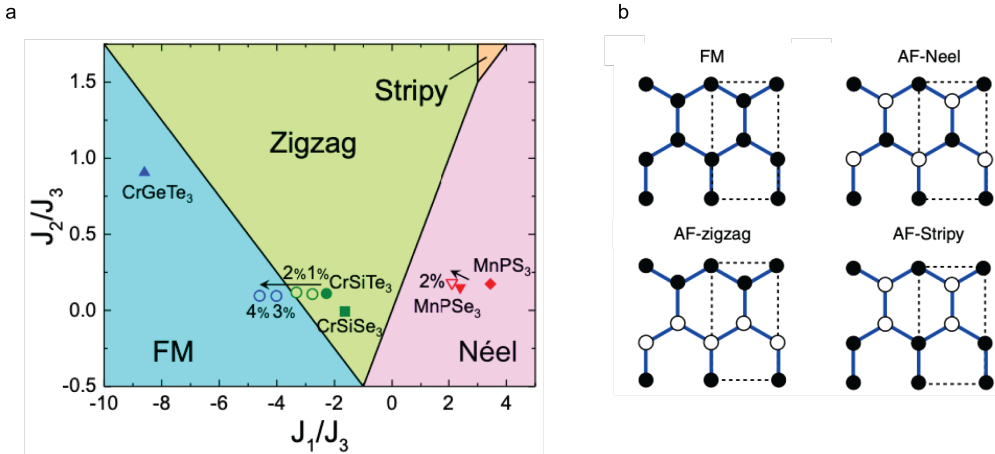 a
b
1.5
1.0
0.5
0.0
-0.5
J₂/J₃
Stripy
Zigzag
CrGeTe₃
2%1%
CrSiTe₃
4% 3%
CrSiSe₃
FM
2%
MnPS₃
MnPSe₃
Néel
-10 -8 -6 -4 -2 0 2 4
J₁/J₃
FM
AF-Neel
AF-zigzag
AF-Stripy